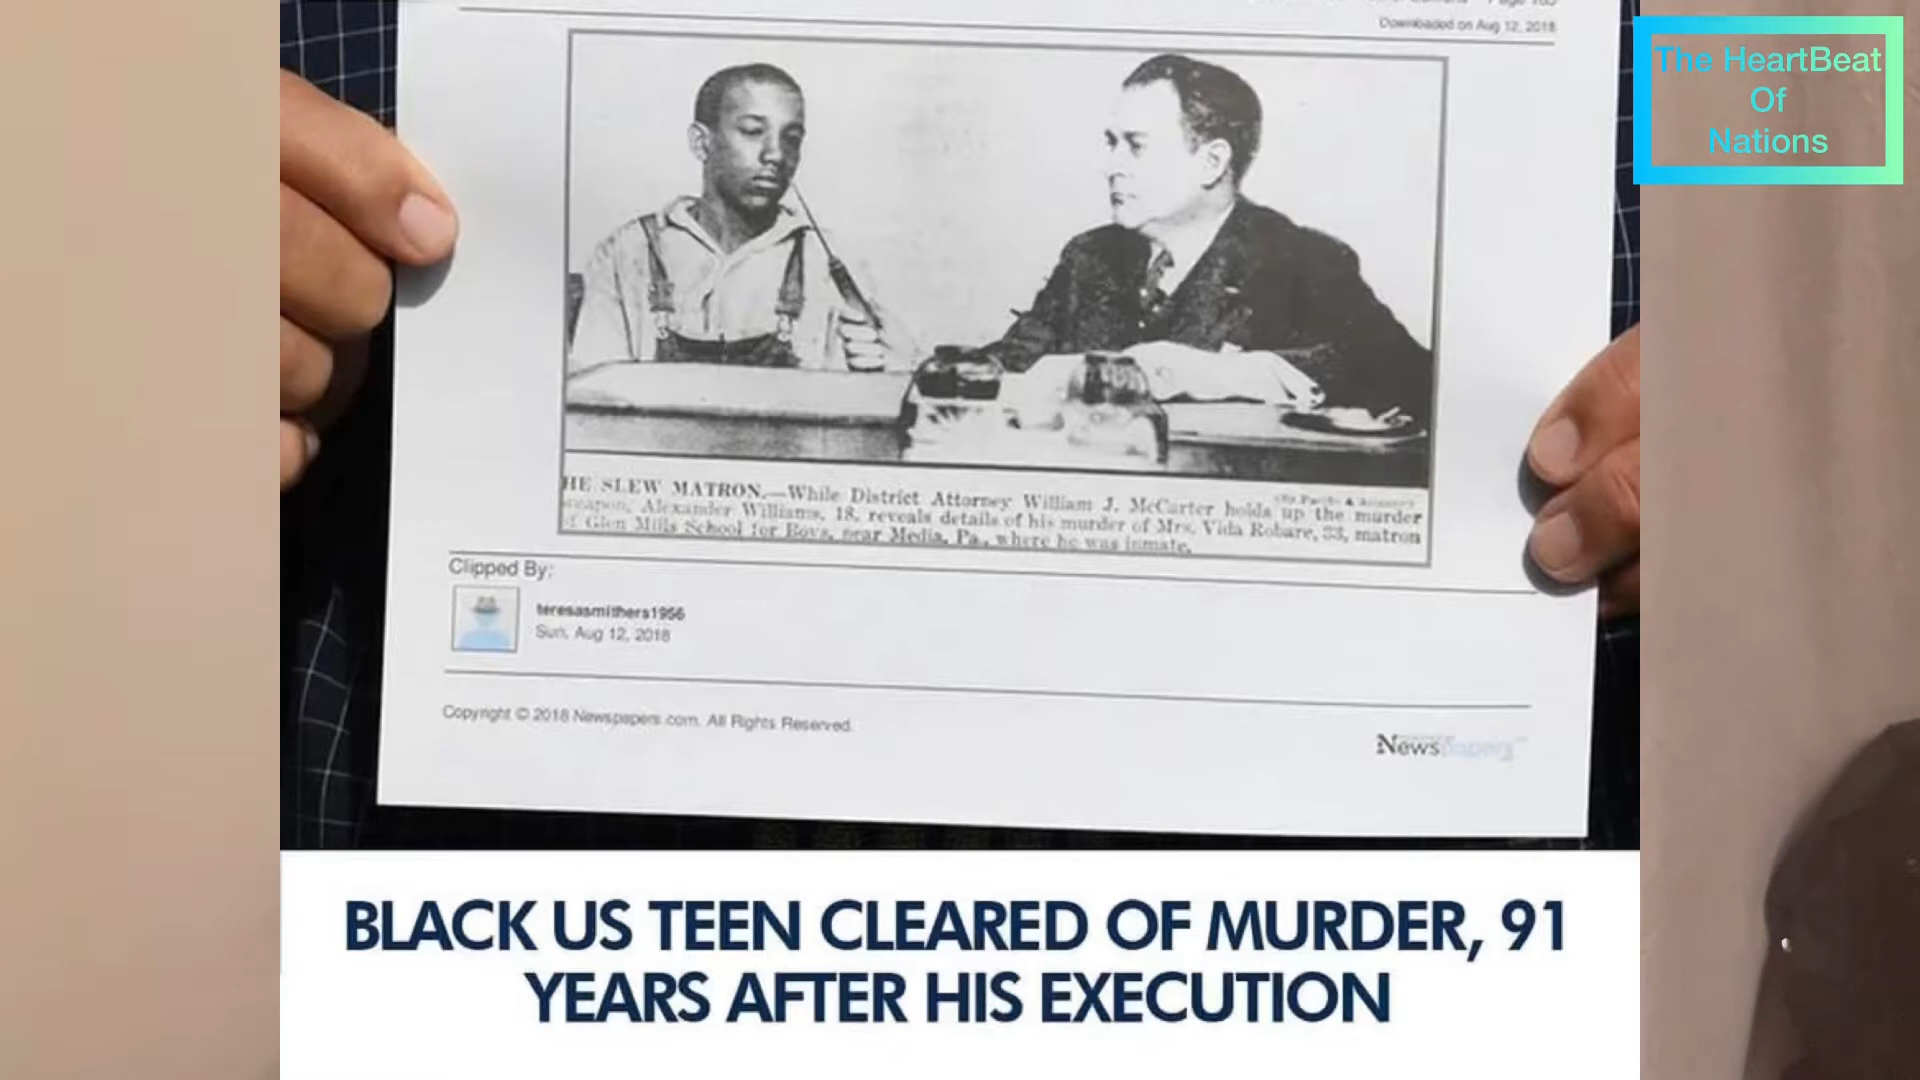 Downloaded on Aug 12, 2018
The HeartBeat
Of
Nations
HE SLEW MATRON.—While District Attorney William J. McCarter holds up the murder
weapon, Alexander Williams, 18, reveals details of his murder of Mrs. Vida Robare, 33, matron
of Glen Mills School for Boys, near Media, Pa., where he was inmate.
Clipped By:
teresasmithers1956
Sun, Aug 12, 2018
Copyright © 2018 Newspapers.com. All Rights Reserved.
Newspapers
BLACK US TEEN CLEARED OF MURDER, 91
YEARS AFTER HIS EXECUTION